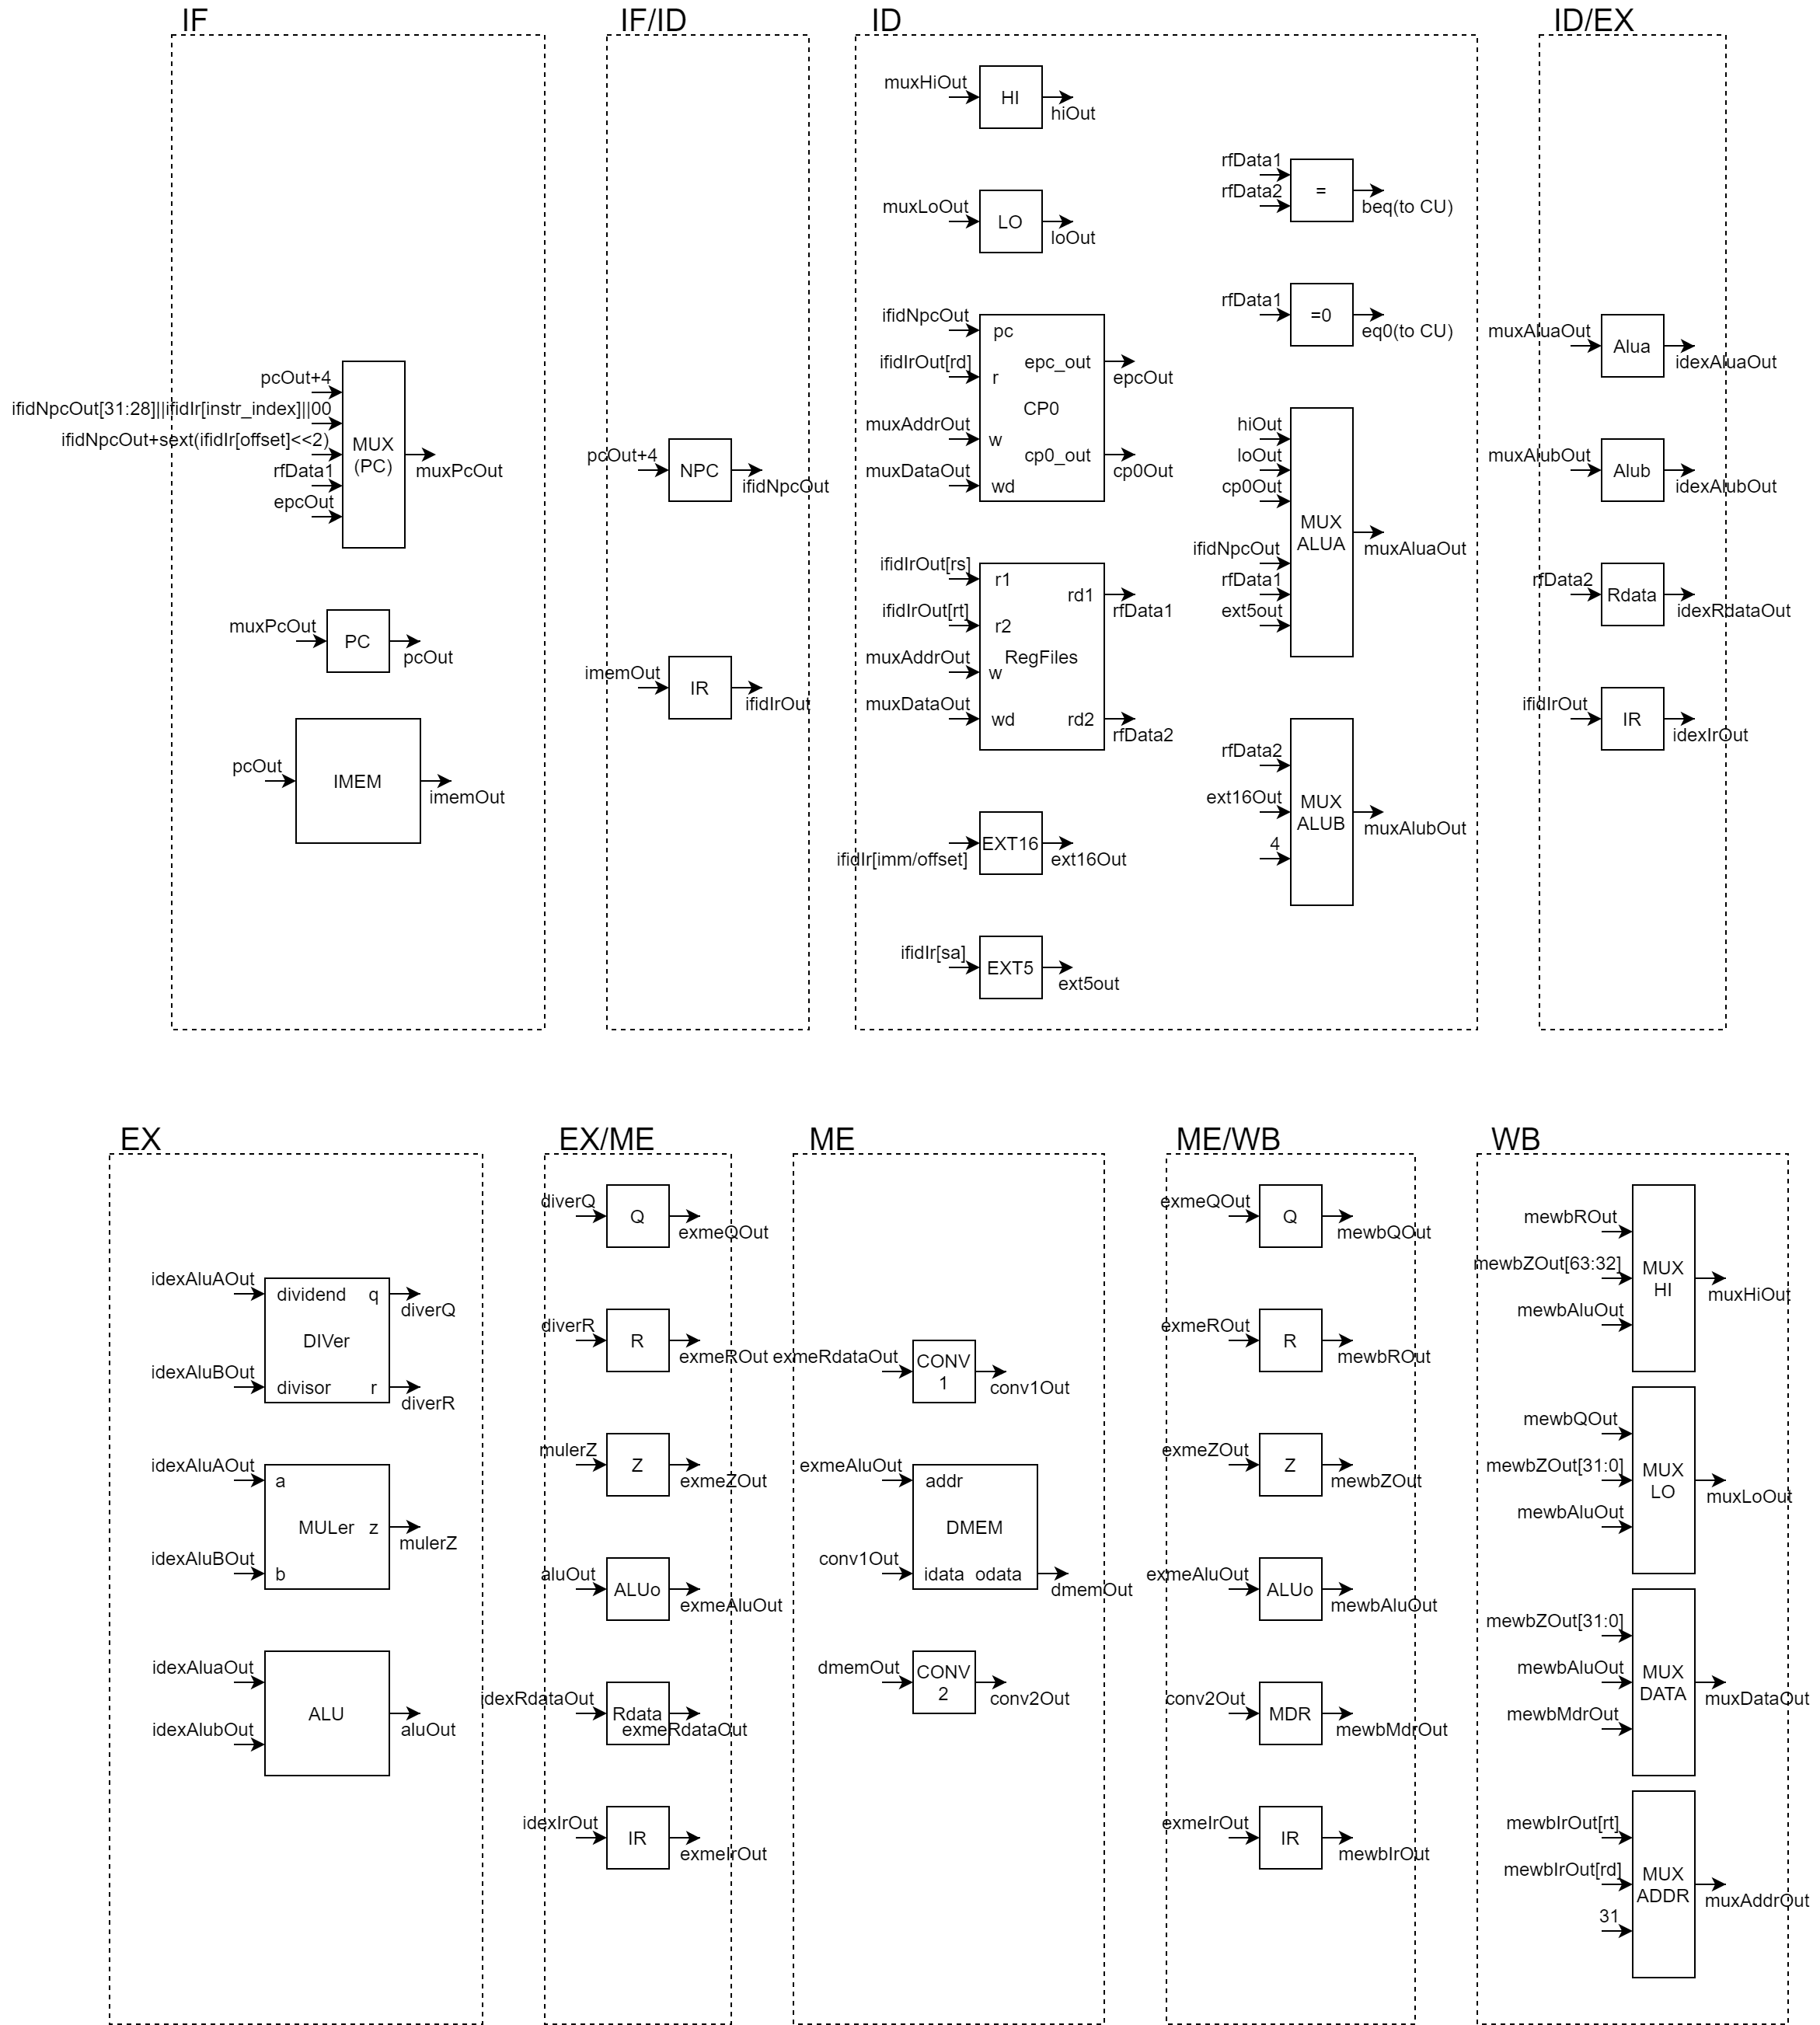 IF
pcOut+4
ifidNpcOut[31:28]||ifidIr[instr_index]||00
ifidNpcOut+sext(ifidIr[offset]<<2)
rfData1
epcOut
MUX
(PC)
muxPcOut
muxPcOut
PC
pcOut
pcOut
IMEM
imemOut
IF/ID
pcOut+4
NPC
ifidNpcOut
imemOut
IR
ifidIrOut
ID
muxHiOut
HI
hiOut
muxLoOut
LO
loOut
ifidNpcOut
pc
ifidIrOut[rd]
r
epc_out
epcOut
CP0
muxAddrOut
w
cp0_out
cp0Out
muxDataOut
wd
ifidIrOut[rs]
r1
rd1
rfData1
ifidIrOut[rt]
r2
RegFiles
muxAddrOut
w
muxDataOut
wd
rd2
rfData2
ifidIr[imm/offset]
EXT16
ext16Out
ifidIr[sa]
EXT5
ext5out
rfData1
rfData2
=
beq(to CU)
rfData1
=0
eq0(to CU)
hiOut
loOut
cp0Out
ifidNpcOut
rfData1
ext5out
MUX
ALUA
muxAluaOut
rfData2
ext16Out
4
MUX
ALUB
muxAlubOut
ID/EX
muxAluaOut
Alua
idexAluaOut
muxAlubOut
Alub
idexAlubOut
rfData2
Rdata
idexRdataOut
ifidIrOut
IR
idexIrOut
EX
idexAluAOut
dividend
q
diverQ
DIVer
idexAluBOut
divisor
r
diverR
idexAluAOut
a
MULer
z
mulerZ
idexAluBOut
b
idexAluaOut
idexAlubOut
ALU
aluOut
EX/ME
diverQ
Q
exmeQOut
diverR
R
exmeROut
mulerZ
Z
exmeZOut
aluOut
ALUo
exmeAluOut
idexRdataOut
Rdata
exmeRdataOut
idexIrOut
IR
exmeIrOut
ME
exmeRdataOut
CONV
1
conv1Out
exmeAluOut
addr
DMEM
conv1Out
idata
odata
dmemOut
dmemOut
CONV
2
conv2Out
ME/WB
exmeQOut
Q
mewbQOut
exmeROut
R
mewbROut
exmeZOut
Z
mewbZOut
exmeAluOut
ALUo
mewbAluOut
conv2Out
MDR
mewbMdrOut
exmeIrOut
IR
mewbIrOut
WB
mewbROut
mewbZOut[63:32]
mewbAluOut
MUX
HI
muxHiOut
mewbQOut
mewbZOut[31:0]
mewbAluOut
MUX
LO
muxLoOut
mewbZOut[31:0]
mewbAluOut
mewbMdrOut
MUX
DATA
muxDataOut
mewbIrOut[rt]
mewbIrOut[rd]
31
MUX
ADDR
muxAddrOut